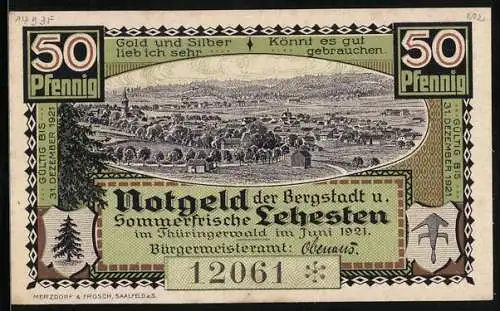 50
Pfennig
Gold und Silber
lieb ich sehr
Könnt es gut
gebrauchen.
50
Pfennig
GÜLTIG BIS
31. DEZEMBER 1921
GÜLTIG BIS
31. DEZEMBER 1921
Notgeld der Bergstadt u.
Sommerfrische Lehesten
im Thüringerwald im Juni 1921.
Bürgermeisteramt:
12061
MERZDORF & FROSCH, SAALFELD a.S.